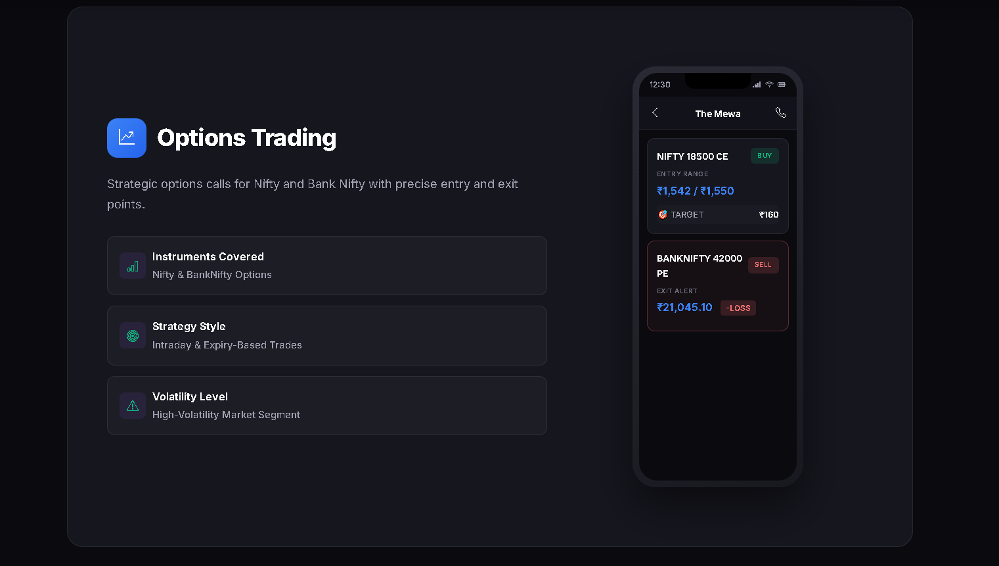 Options Trading
Strategic options calls for Nifty and Bank Nifty with precise entry and exit
points.
Instruments Covered
Nifty & BankNifty Options
Strategy Style
Intraday & Expiry-Based Trades
Volatility Level
High-Volatility Market Segment
12:30
The Mewa
NIFTY 18500 CE BUY
ENTRY RANGE
₹1,542 / ₹1,550
🎯 TARGET ₹160
BANKNIFTY 42000
PE
SELL
EXIT ALERT
₹21,045.10 -LOSS